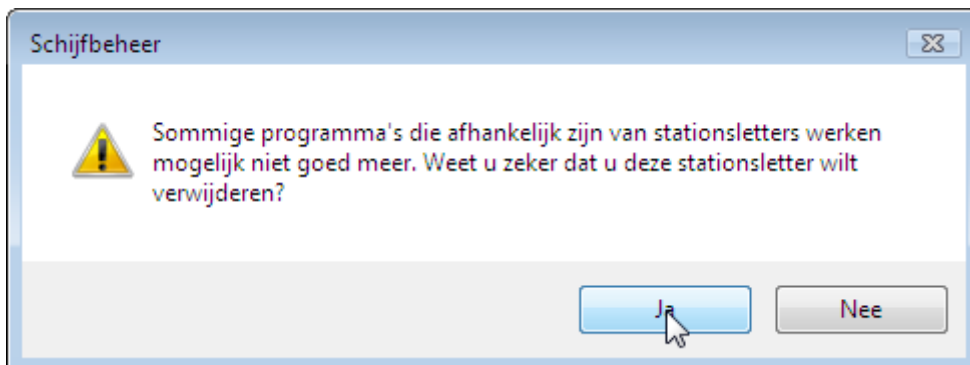 Schijfbeheer
Sommige programma's die afhankelijk zijn van stationsletters werken
mogelijk niet goed meer. Weet u zeker dat u deze stationsletter wilt
verwijderen?
Ja
Nee